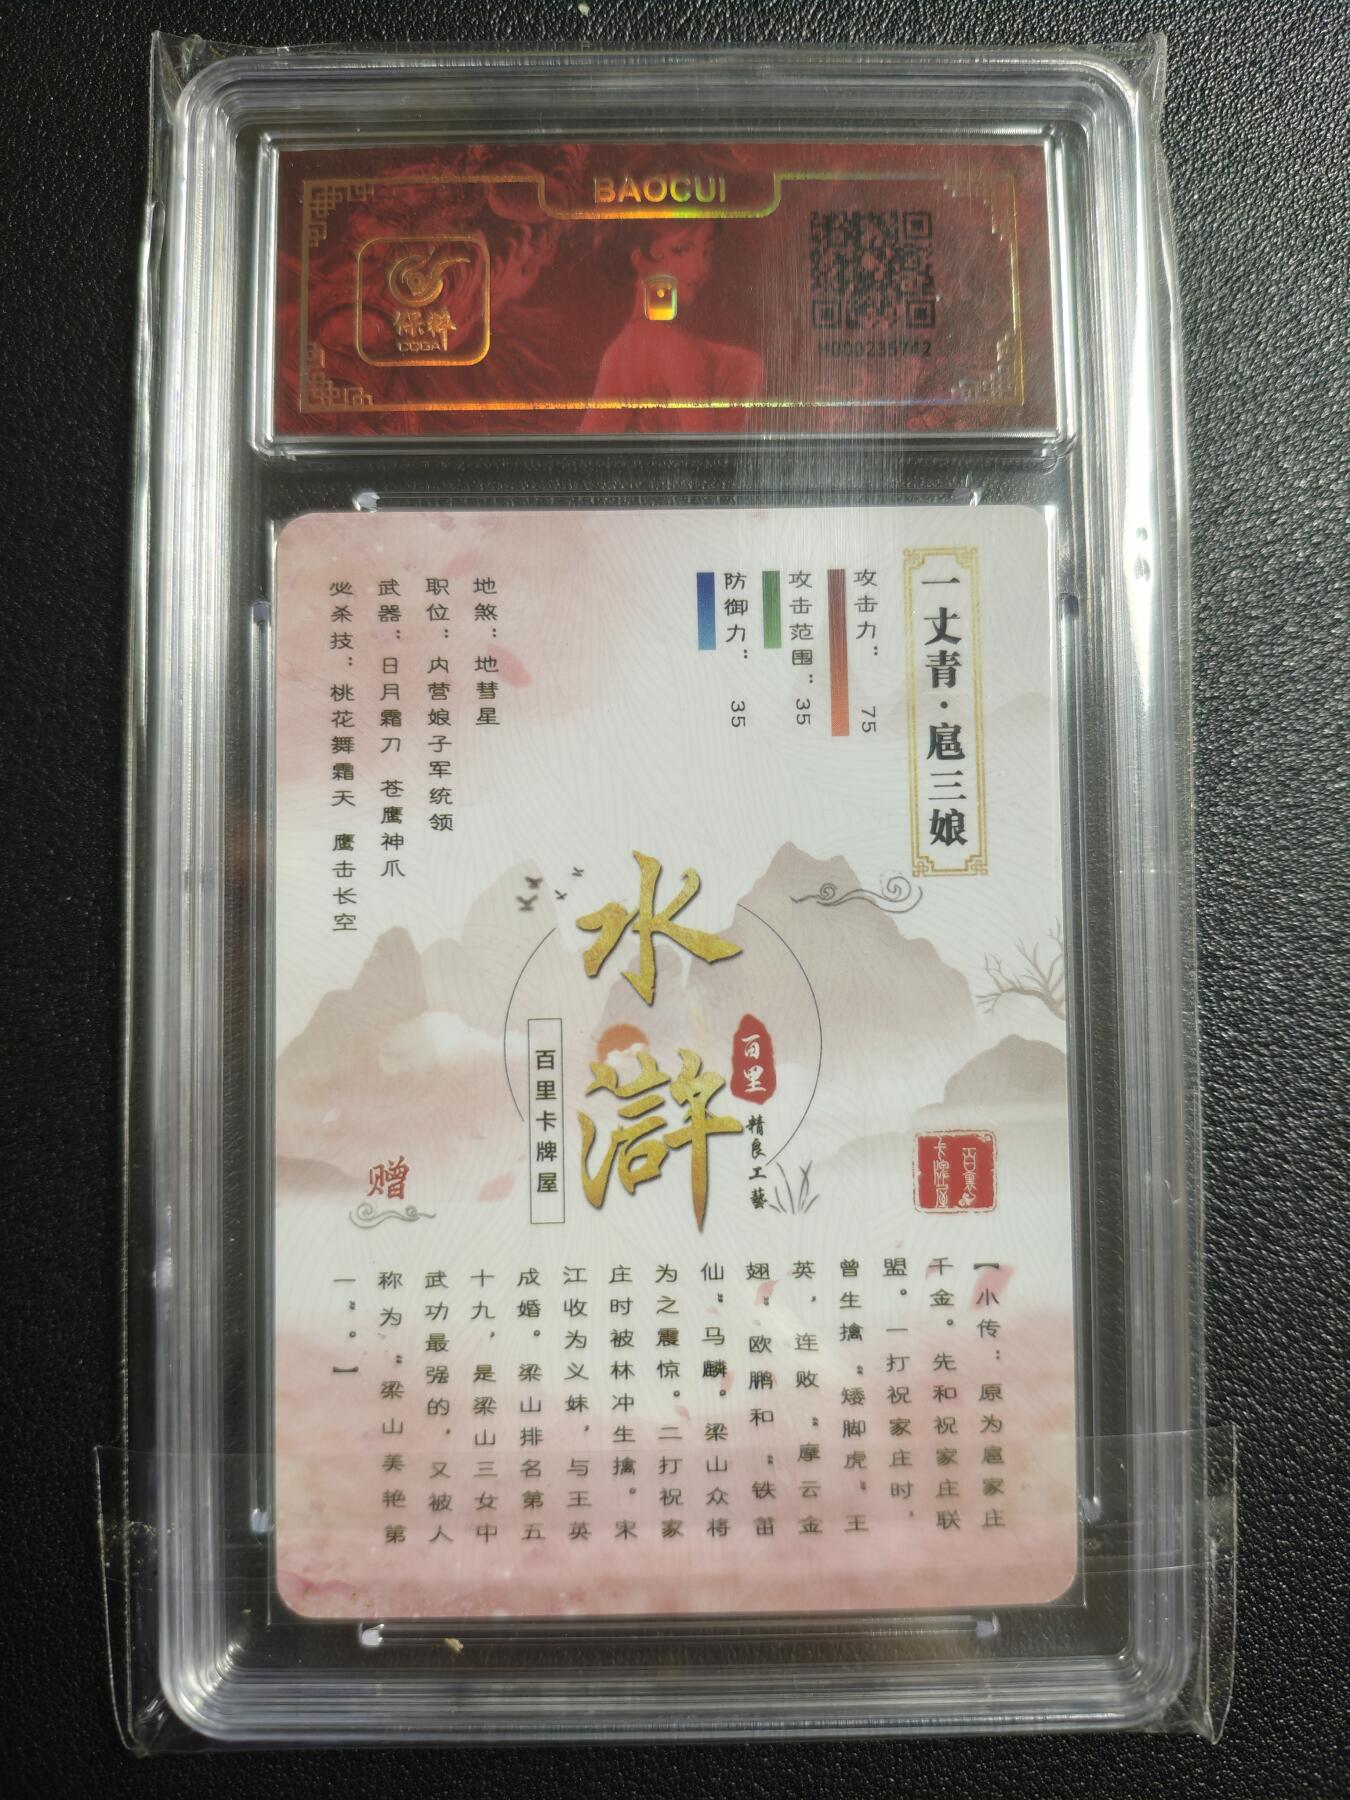 BAOCUI
保粹
CCGA
H000235742
一丈青·扈三娘
攻击力：75
攻击范围：35
防御力：35
地煞：地彗星
职位：内营娘子军统领
武器：日月霜刀 苍鹰神爪
必杀技：桃花舞霜天 鹰击长空
水浒
百里
精良工藝
百里卡牌屋
百裏
卡牌屋
赠
【小传：原为扈家庄
千金。先和祝家庄联
盟。一打祝家庄时，
曾生擒“矮脚虎”王
英，连败“摩云金
翅”欧鹏和“铁笛
仙”马麟。梁山众将
为之震惊。二打祝家
庄时被林冲生擒。宋
江收为义妹，与王英
成婚。梁山排名第五
十九，是梁山三女中
武功最强的，又被人
称为“梁山美艳第
一”。】